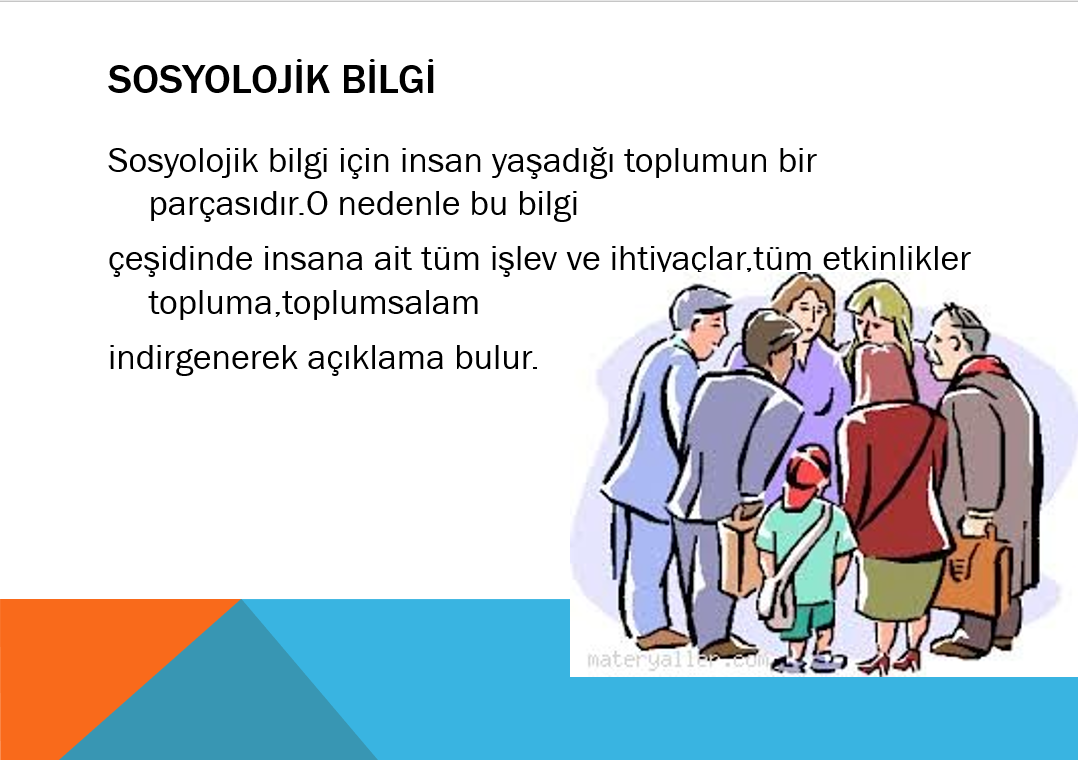 SOSYOLOJİK BİLGİ
Sosyolojik bilgi için insan yaşadığı toplumun bir
parçasıdır.O nedenle bu bilgi
çeşidinde insana ait tüm işlev ve ihtiyaçlar,tüm etkinlikler
topluma,toplumsalam
indirgenerek açıklama bulur.
materyaller.com